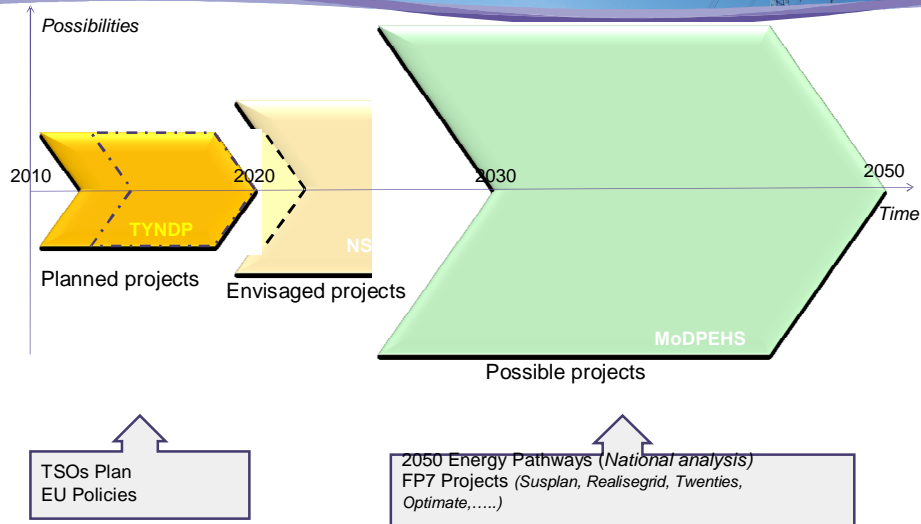 Possibilities
2010
2020
2030
2050
Time
TYNDP
NS
MoDPEHS
Planned projects
Envisaged projects
Possible projects
TSOs Plan
EU Policies
2050 Energy Pathways (National analysis)
FP7 Projects (Susplan, Realisegrid, Twenties,
Optimate,…..)